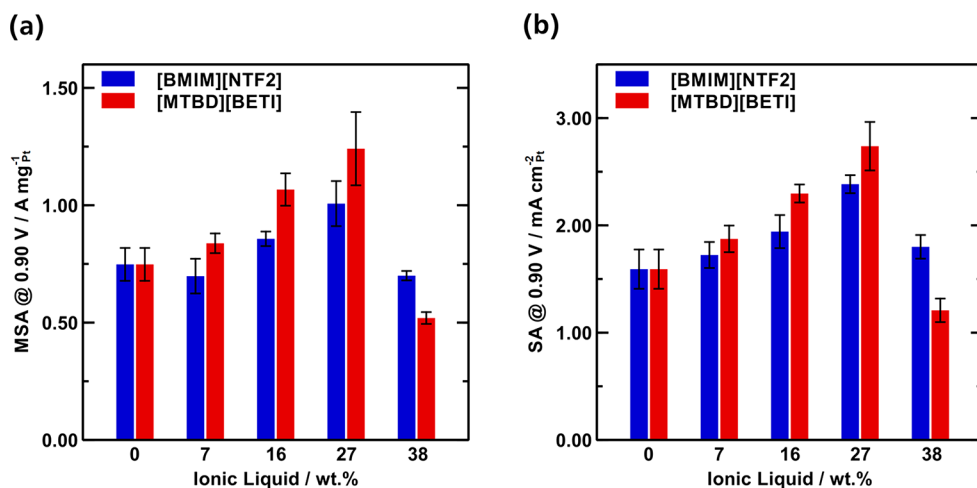 (a)
[BMIM][NTF2]
[MTBD][BETI]
MSA @ 0.90 V / A mg⁻¹Pt
1.50
1.00
0.50
0.00
0 7 16 27 38
Ionic Liquid / wt.%
(b)
[BMIM][NTF2]
[MTBD][BETI]
SA @ 0.90 V / mA cm⁻²Pt
3.00
2.00
1.00
0.00
0 7 16 27 38
Ionic Liquid / wt.%